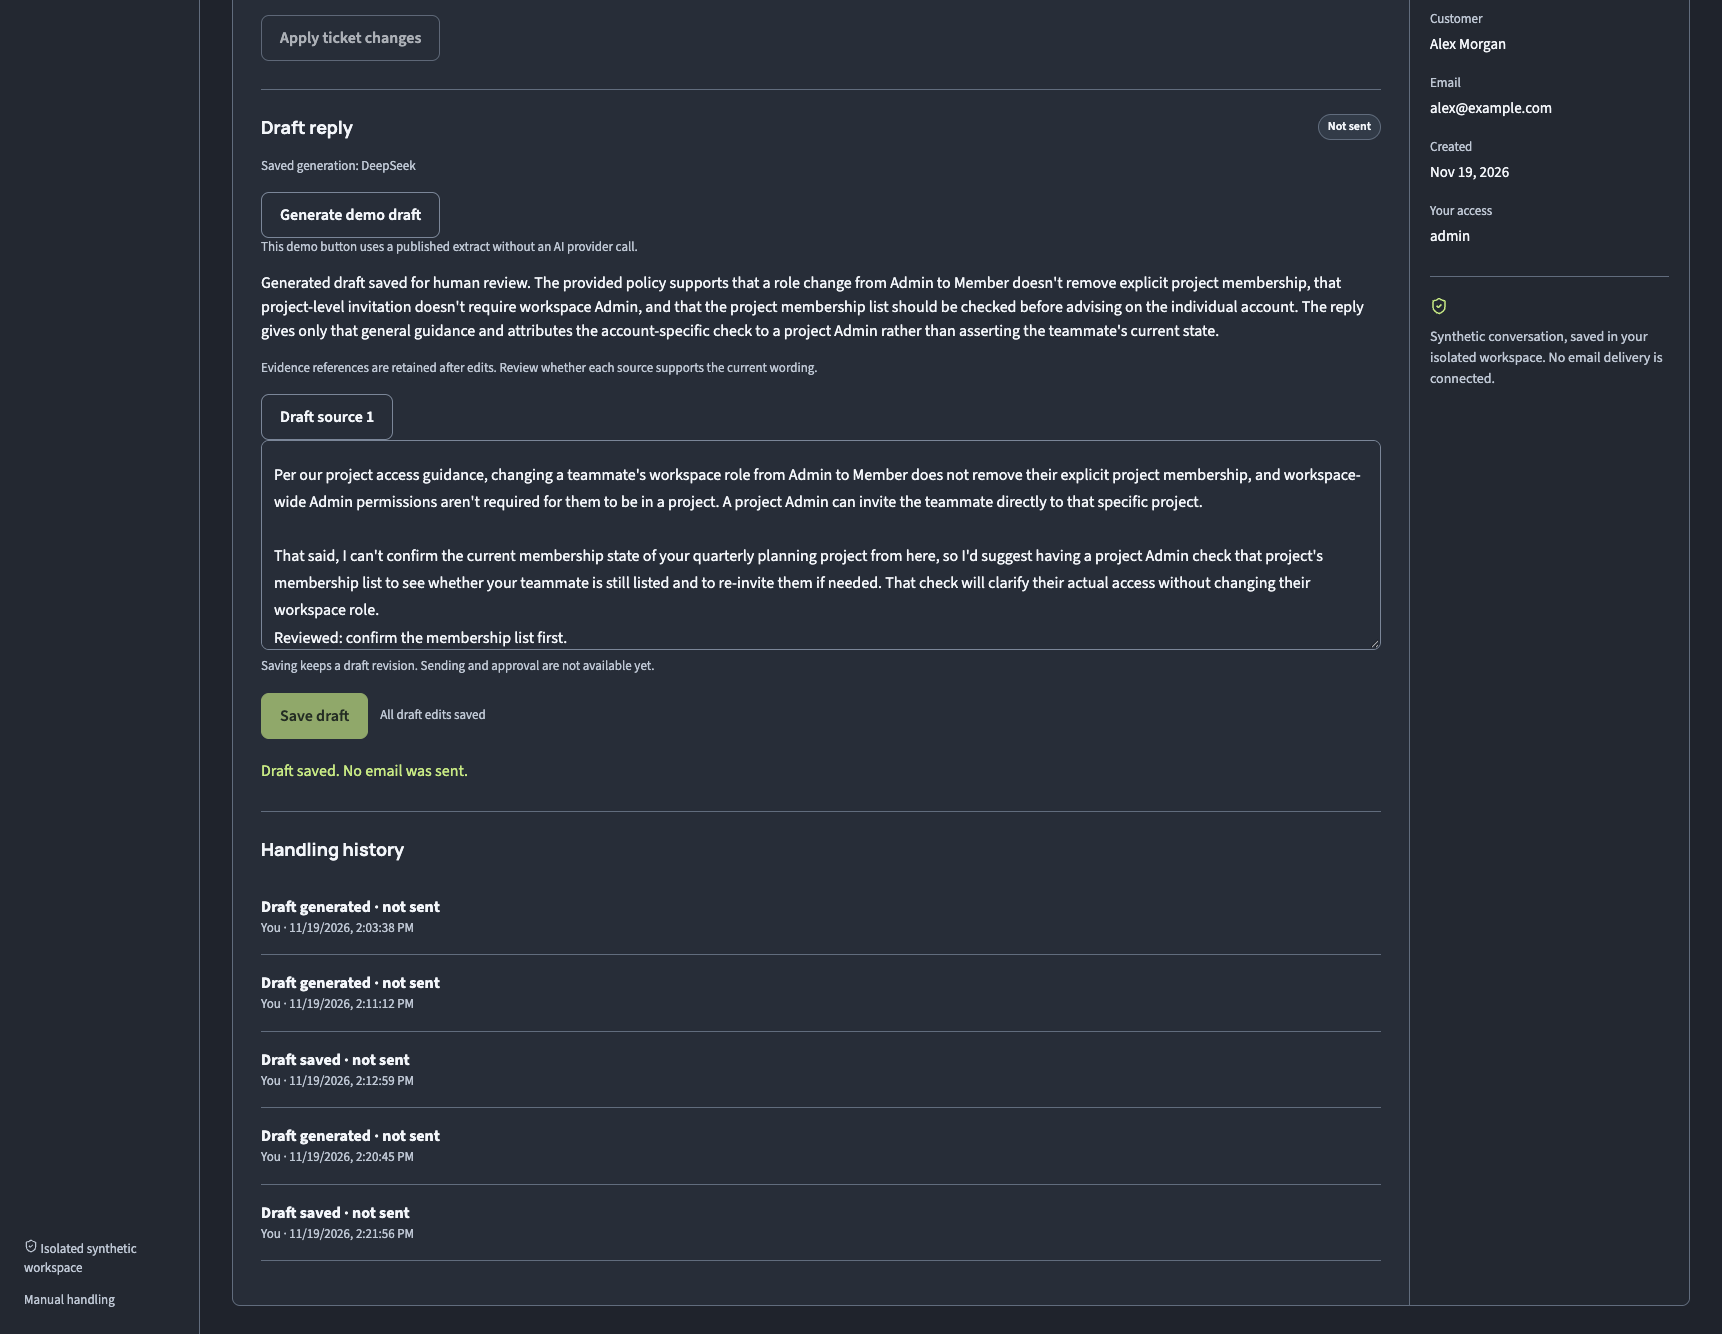 Apply ticket changes
Draft reply
Not sent
Saved generation: DeepSeek
Generate demo draft
This demo button uses a published extract without an AI provider call.
Generated draft saved for human review. The provided policy supports that a role change from Admin to Member doesn't remove explicit project membership, that
project-level invitation doesn't require workspace Admin, and that the project membership list should be checked before advising on the individual account. The reply
gives only that general guidance and attributes the account-specific check to a project Admin rather than asserting the teammate's current state.
Evidence references are retained after edits. Review whether each source supports the current wording.
Draft source 1
Per our project access guidance, changing a teammate's workspace role from Admin to Member does not remove their explicit project membership, and workspace-
wide Admin permissions aren't required for them to be in a project. A project Admin can invite the teammate directly to that specific project.
That said, I can't confirm the current membership state of your quarterly planning project from here, so I'd suggest having a project Admin check that project's
membership list to see whether your teammate is still listed and to re-invite them if needed. That check will clarify their actual access without changing their
workspace role.
Reviewed: confirm the membership list first.
Saving keeps a draft revision. Sending and approval are not available yet.
Save draft
All draft edits saved
Draft saved. No email was sent.
Handling history
Draft generated · not sent
You · 11/19/2026, 2:03:38 PM
Draft generated · not sent
You · 11/19/2026, 2:11:12 PM
Draft saved · not sent
You · 11/19/2026, 2:12:59 PM
Draft generated · not sent
You · 11/19/2026, 2:20:45 PM
Draft saved · not sent
You · 11/19/2026, 2:21:56 PM
Customer
Alex Morgan
Email
alex@example.com
Created
Nov 19, 2026
Your access
admin
Synthetic conversation, saved in your
isolated workspace. No email delivery is
connected.
Isolated synthetic
workspace
Manual handling